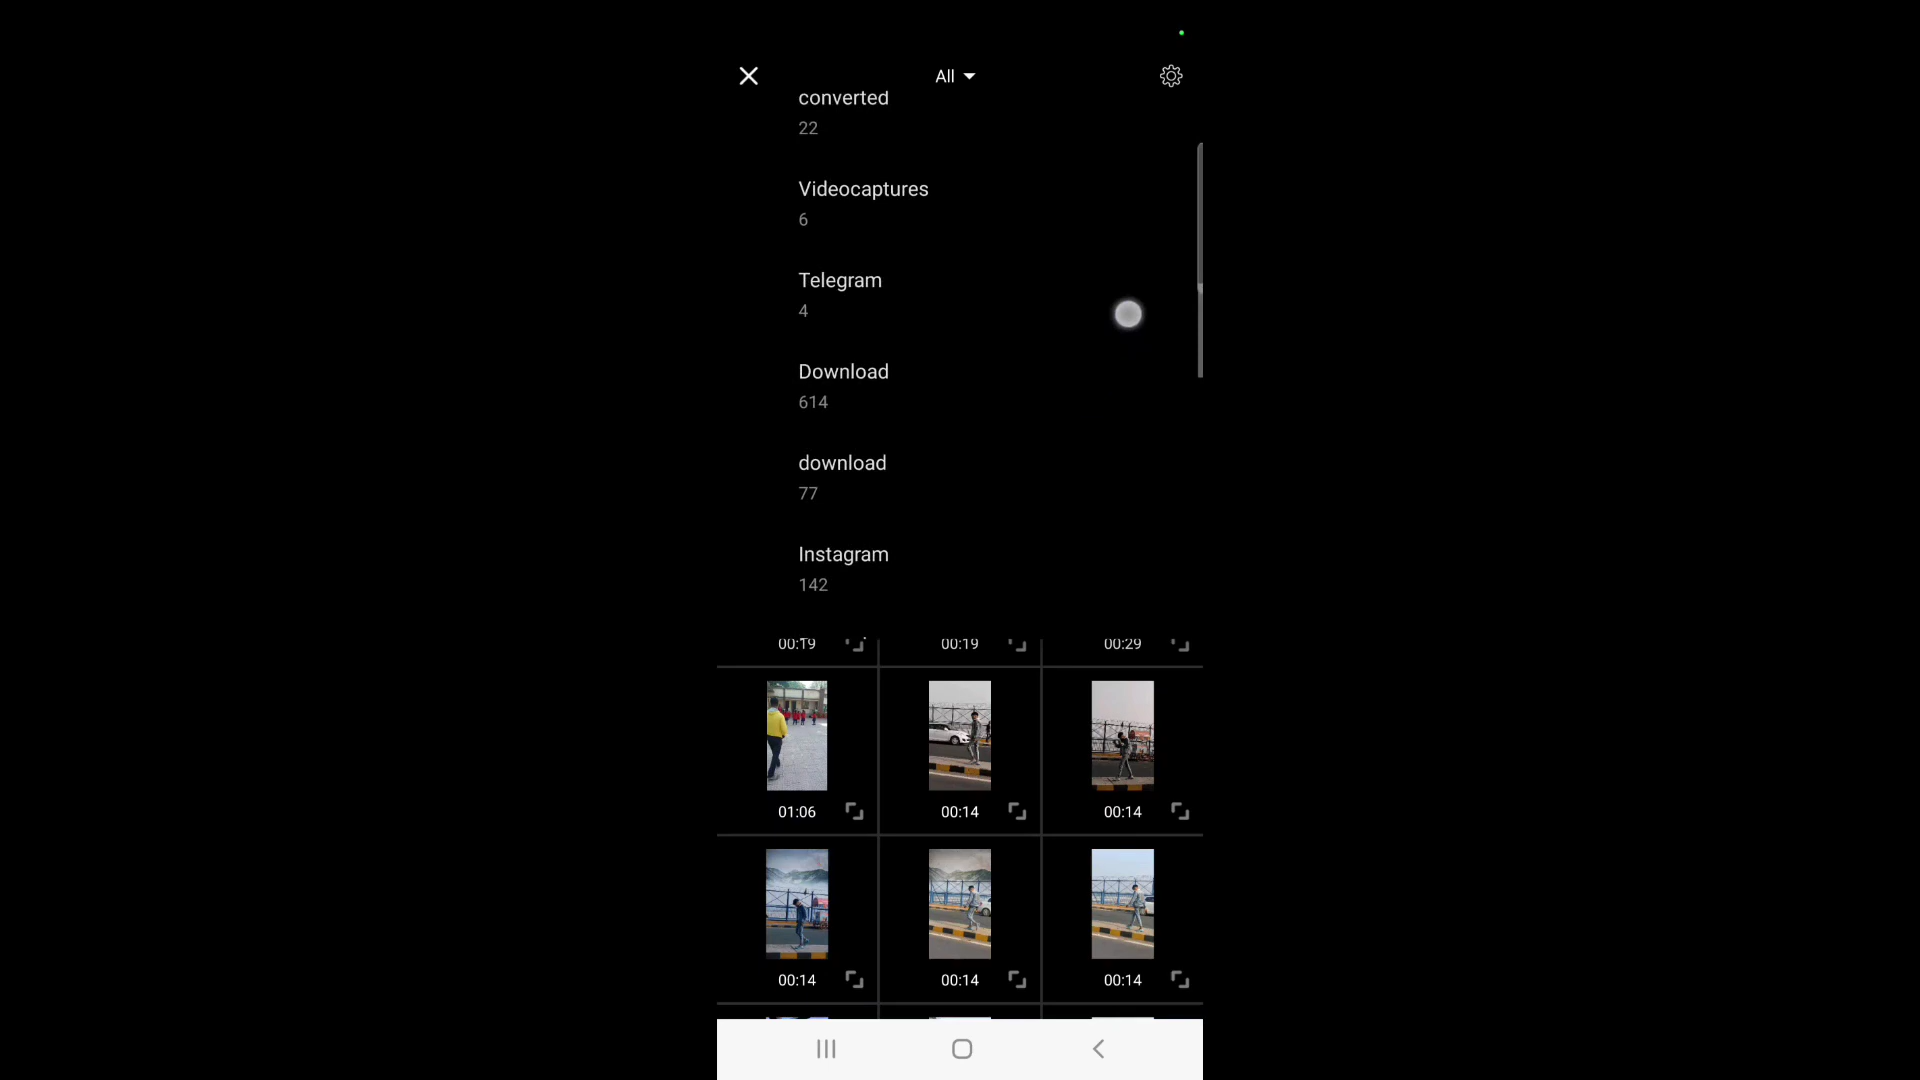 All
converted
22
Videocaptures
6
Telegram
4
Download
614
download
77
Instagram
142
00:19 00:19 00:29
01:06 00:14 00:14
00:14 00:14 00:14